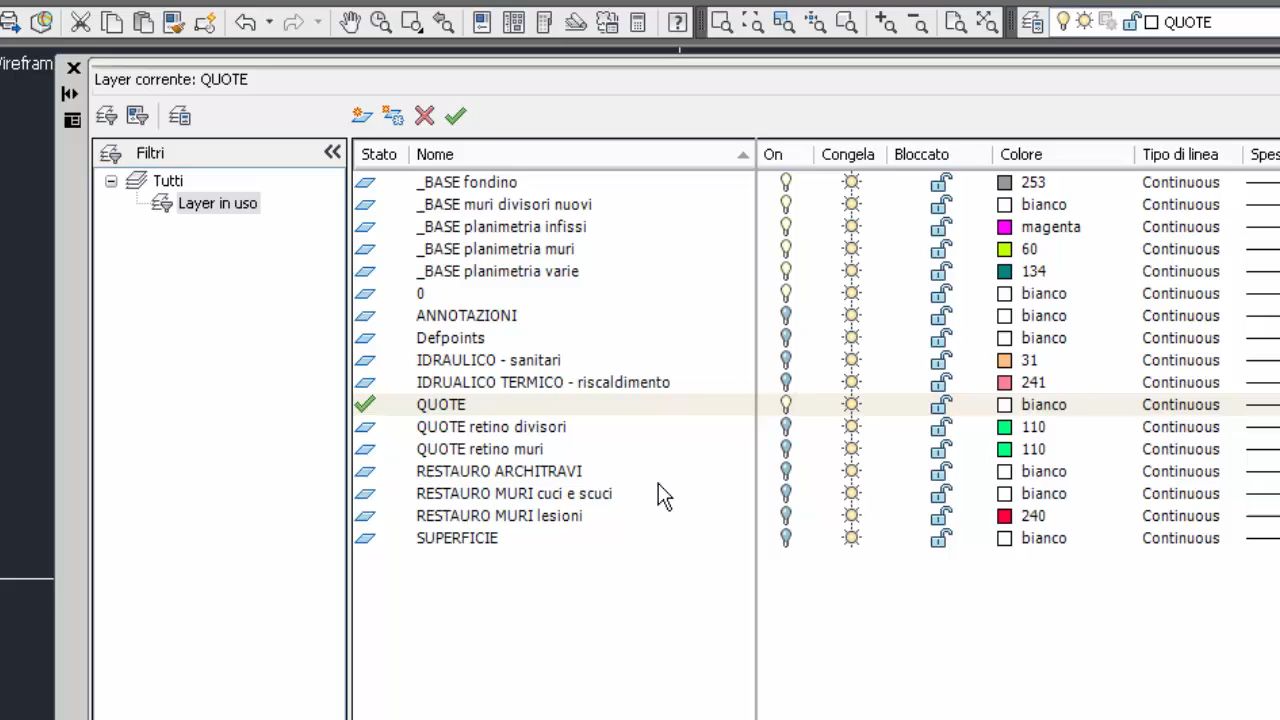 QUOTE
Wirefram
Layer corrente: QUOTE
Filtri
Stato Nome On Congela Bloccato Colore Tipo di linea Spes
Tutti
Layer in uso
_BASE fondino 253 Continuous
_BASE muri divisori nuovi bianco Continuous
_BASE planimetria infissi magenta Continuous
_BASE planimetria muri 60 Continuous
_BASE planimetria varie 134 Continuous
0 bianco Continuous
ANNOTAZIONI bianco Continuous
Defpoints bianco Continuous
IDRAULICO - sanitari 31 Continuous
IDRUALICO TERMICO - riscaldimento 241 Continuous
QUOTE bianco Continuous
QUOTE retino divisori 110 Continuous
QUOTE retino muri 110 Continuous
RESTAURO ARCHITRAVI bianco Continuous
RESTAURO MURI cuci e scuci bianco Continuous
RESTAURO MURI lesioni 240 Continuous
SUPERFICIE bianco Continuous